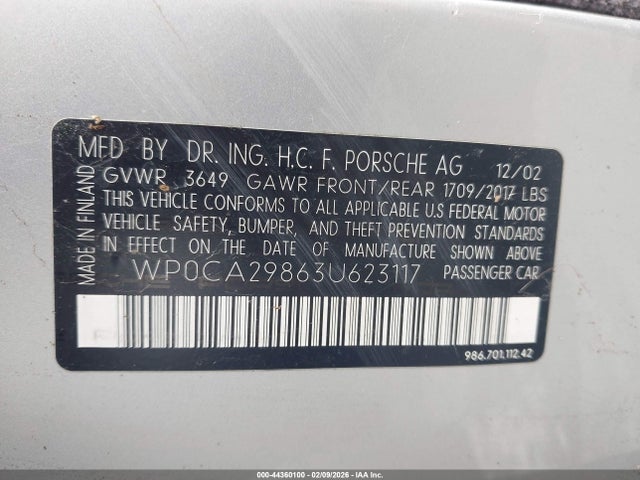 MADE IN FINLAND
MFD BY DR. ING. H.C. F. PORSCHE AG 12/02
GVWR 3649 GAWR FRONT/REAR 1709/2017 LBS
THIS VEHICLE CONFORMS TO ALL APPLICABLE U.S FEDERAL MOTOR
VEHICLE SAFETY, BUMPER, AND THEFT PREVENTION STANDARDS
IN EFFECT ON THE DATE OF MANUFACTURE SHOWN ABOVE
WP0CA29863U623117 PASSENGER CAR
986.701.112.42
000-44360100 - 02/09/2026 - IAA Inc.